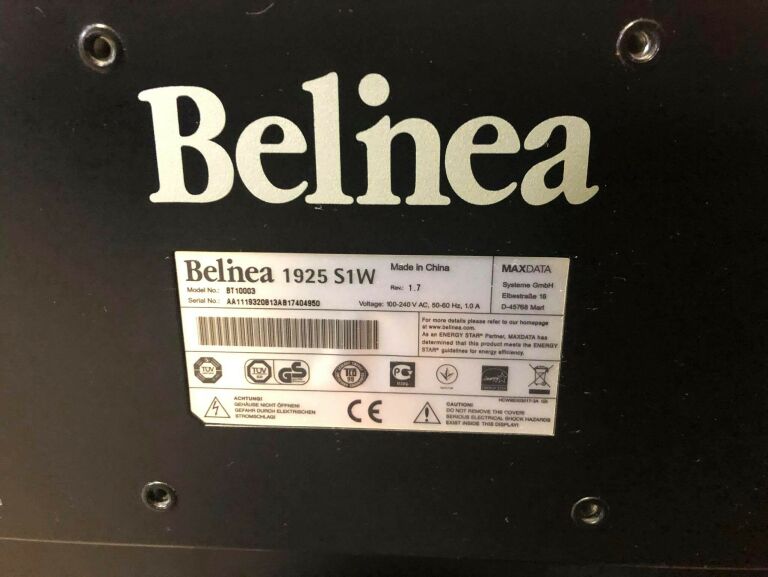 Belinea
Belinea 1925 S1W
Made in China
Model No.: BT10003
Rev.: 1.7
Serial No.: AA1119320B13AB17404950
Voltage: 100-240 V AC, 50-60 Hz, 1.0 A
MAXDATA
Systeme GmbH
Elbestraße 16
D-45768 Marl
For more details please refer to our homepage
at www.belinea.com.
As an ENERGY STAR® Partner, MAXDATA has
determined that this product meets the ENERGY
STAR® guidelines for energy efficiency.
TÜV
TÜV
GS
TCO
CE
ACHTUNG!
GEHÄUSE NICHT ÖFFNEN!
GEFAHR DURCH ELEKTRISCHEN
STROMSCHLAG!
CAUTION!
DO NOT REMOVE THE COVER!
SERIOUS ELECTRICAL SHOCK HAZARDS
EXIST INSIDE THIS DISPLAY!